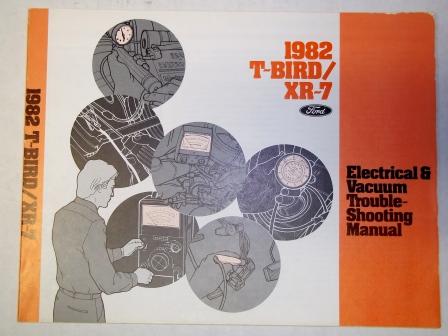 1982 T-BIRD/XR-7
1982
T-BIRD/
XR-7
Ford
Electrical &
Vacuum
Trouble-
Shooting
Manual